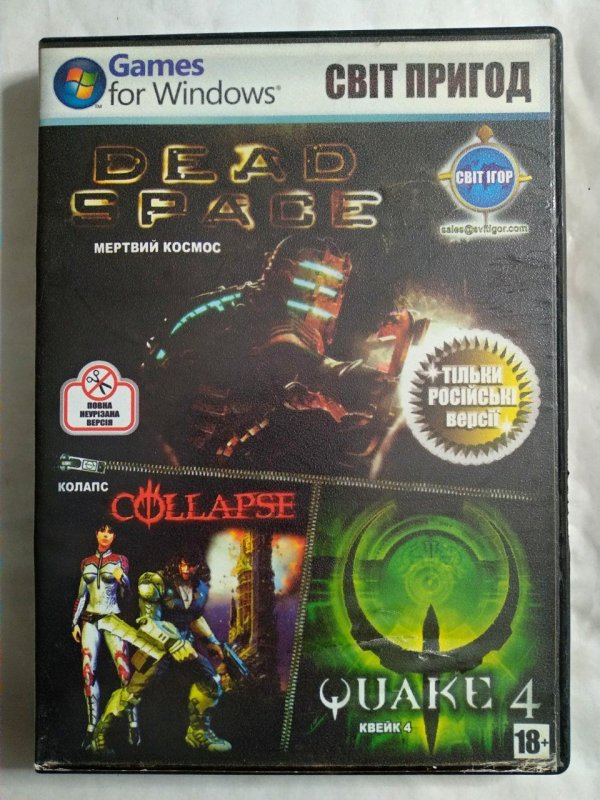 Games
for Windows®
СВІТ ПРИГОД
DEAD
SPACE
МЕРТВИЙ КОСМОС
СВІТ ІГОР
sales@svitigor.com
ТІЛЬКИ
РОСІЙСЬКІ
версії
ПОВНА
НЕУРІЗАНА
ВЕРСІЯ
КОЛАПС
COLLAPSE
QUAKE 4
КВЕЙК 4
18+